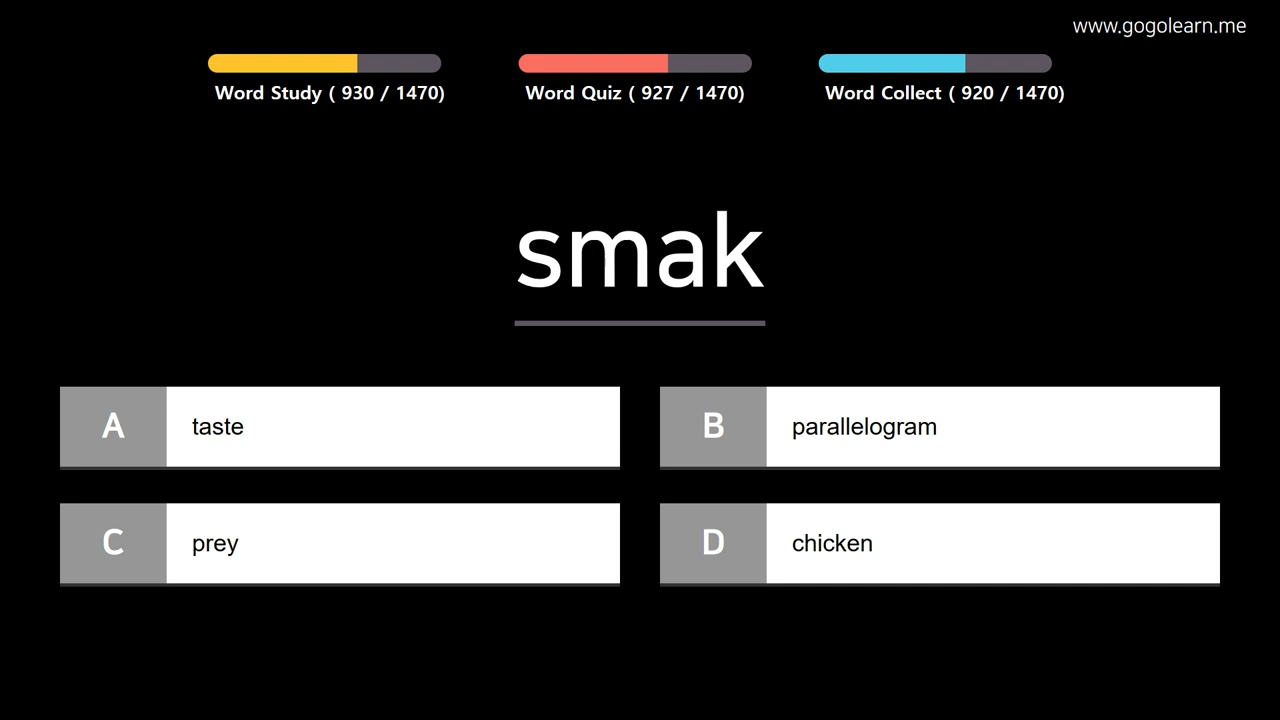 www.gogolearn.me
Word Study ( 930 / 1470)
Word Quiz ( 927 / 1470)
Word Collect ( 920 / 1470)
smak
A taste
B parallelogram
C prey
D chicken